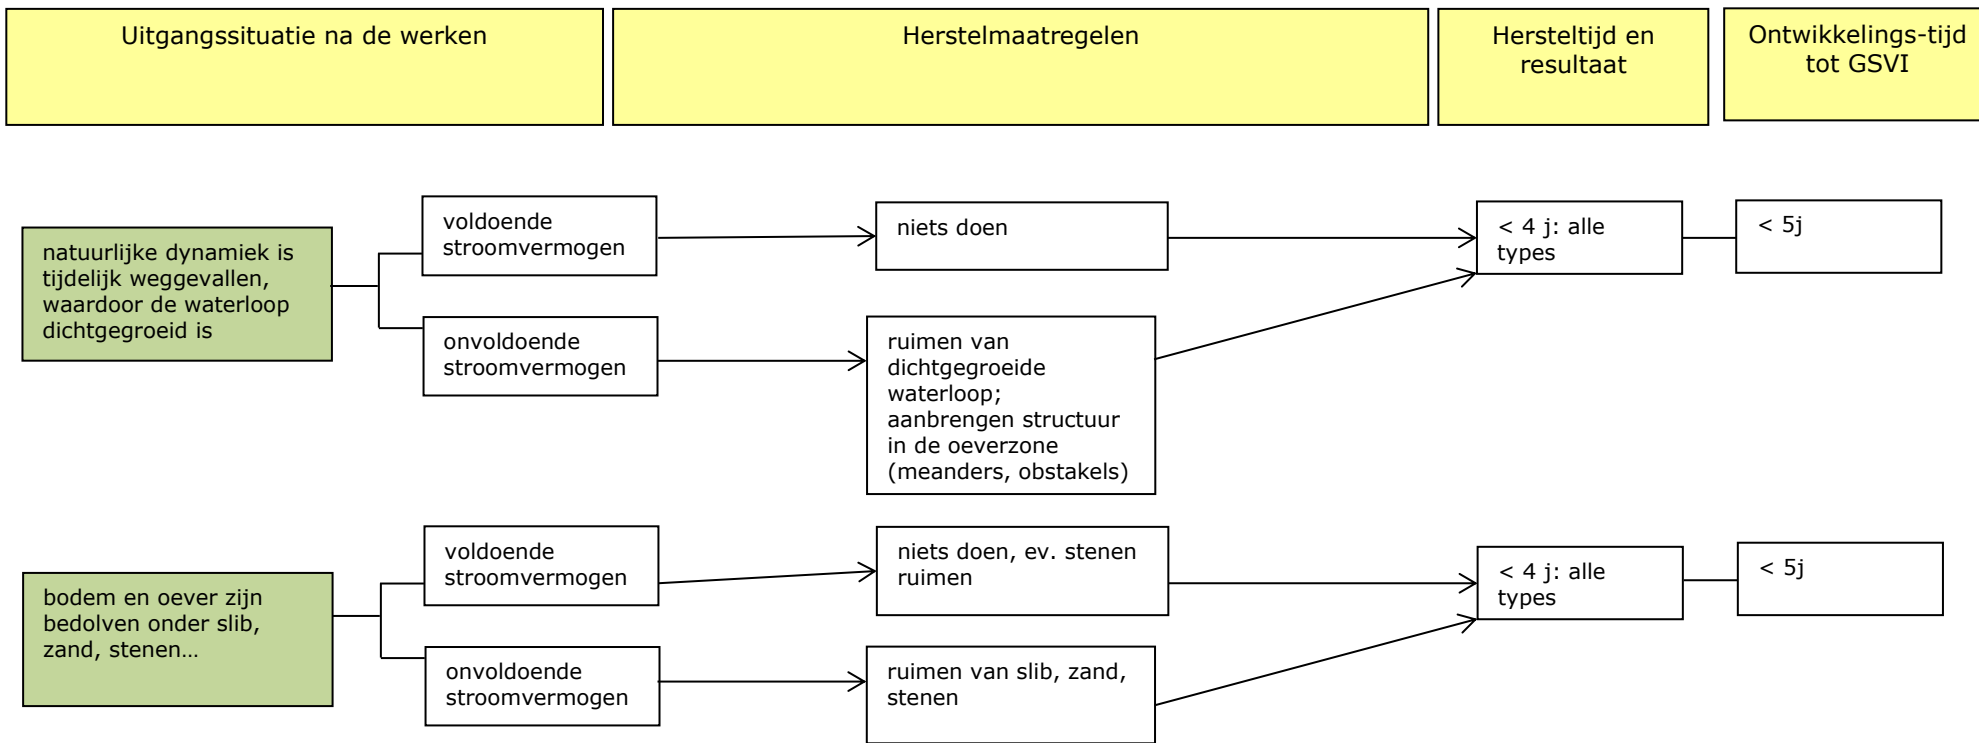 Uitgangssituatie na de werken
Herstelmaatregelen
Hersteltijd en
resultaat
Ontwikkelings-tijd
tot GSVI
natuurlijke dynamiek is
tijdelijk weggevallen,
waardoor de waterloop
dichtgegroeid is
voldoende
stroomvermogen
niets doen
< 4 j: alle
types
< 5j
onvoldoende
stroomvermogen
ruimen van
dichtgegroeide
waterloop;
aanbrengen structuur
in de oeverzone
(meanders, obstakels)
bodem en oever zijn
bedolven onder slib,
zand, stenen…
voldoende
stroomvermogen
niets doen, ev. stenen
ruimen
< 4 j: alle
types
< 5j
onvoldoende
stroomvermogen
ruimen van slib, zand,
stenen